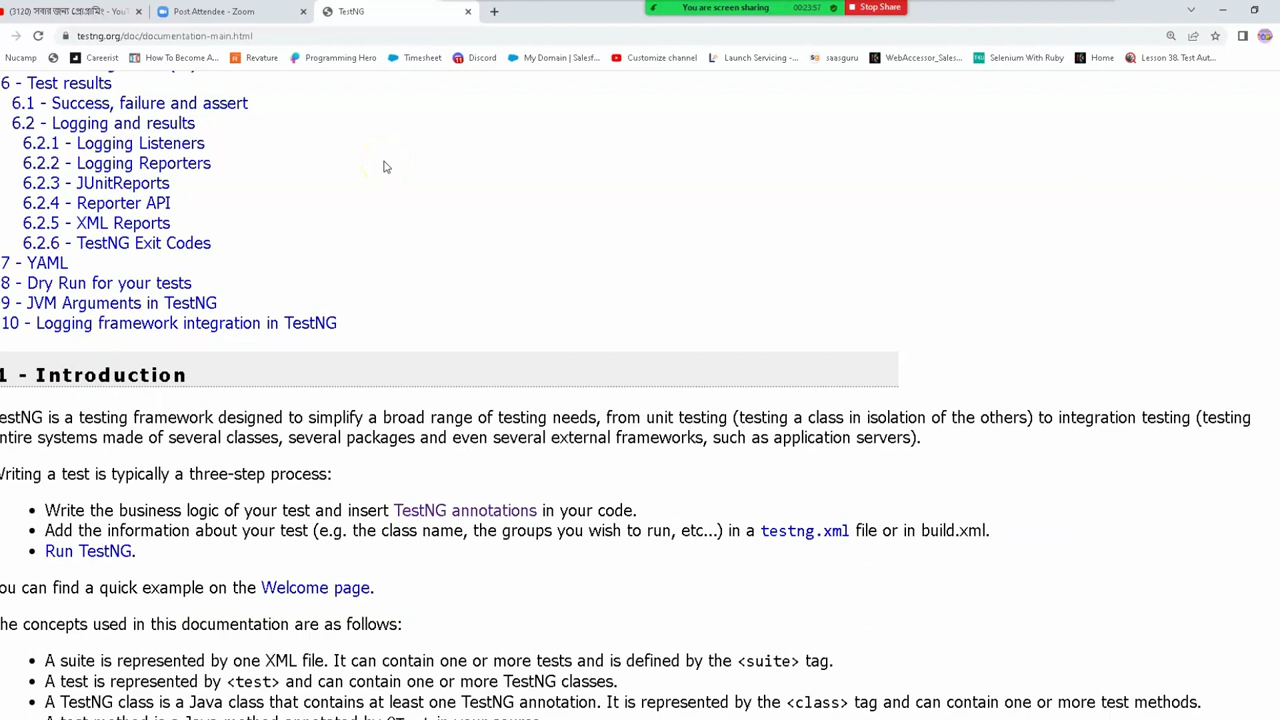 (3120) সবার জন্য প্রোগ্রামিং - You
Post Attendee - Zoom
TestNG
You are screen sharing
00:23:57
Stop Share
testng.org/doc/documentation-main.html
Nucamp
Careerist
How To Become A...
Revature
Programming Hero
Timesheet
Discord
My Domain | Salesf...
Customize channel
Launch Servicing -...
saasguru
WebAccessor_Sales...
Selenium With Ruby
Home
Lesson 38. Test Aut...
6 - Test results
6.1 - Success, failure and assert
6.2 - Logging and results
6.2.1 - Logging Listeners
6.2.2 - Logging Reporters
6.2.3 - JUnitReports
6.2.4 - Reporter API
6.2.5 - XML Reports
6.2.6 - TestNG Exit Codes
7 - YAML
8 - Dry Run for your tests
9 - JVM Arguments in TestNG
10 - Logging framework integration in TestNG
1 - Introduction
estNG is a testing framework designed to simplify a broad range of testing needs, from unit testing (testing a class in isolation of the others) to integration testing (testing
ntire systems made of several classes, several packages and even several external frameworks, such as application servers).
Writing a test is typically a three-step process:
• Write the business logic of your test and insert TestNG annotations in your code.
• Add the information about your test (e.g. the class name, the groups you wish to run, etc...) in a testng.xml file or in build.xml.
• Run TestNG.
ou can find a quick example on the Welcome page.
he concepts used in this documentation are as follows:
• A suite is represented by one XML file. It can contain one or more tests and is defined by the <suite> tag.
• A test is represented by <test> and can contain one or more TestNG classes.
• A TestNG class is a Java class that contains at least one TestNG annotation. It is represented by the <class> tag and can contain one or more test methods.